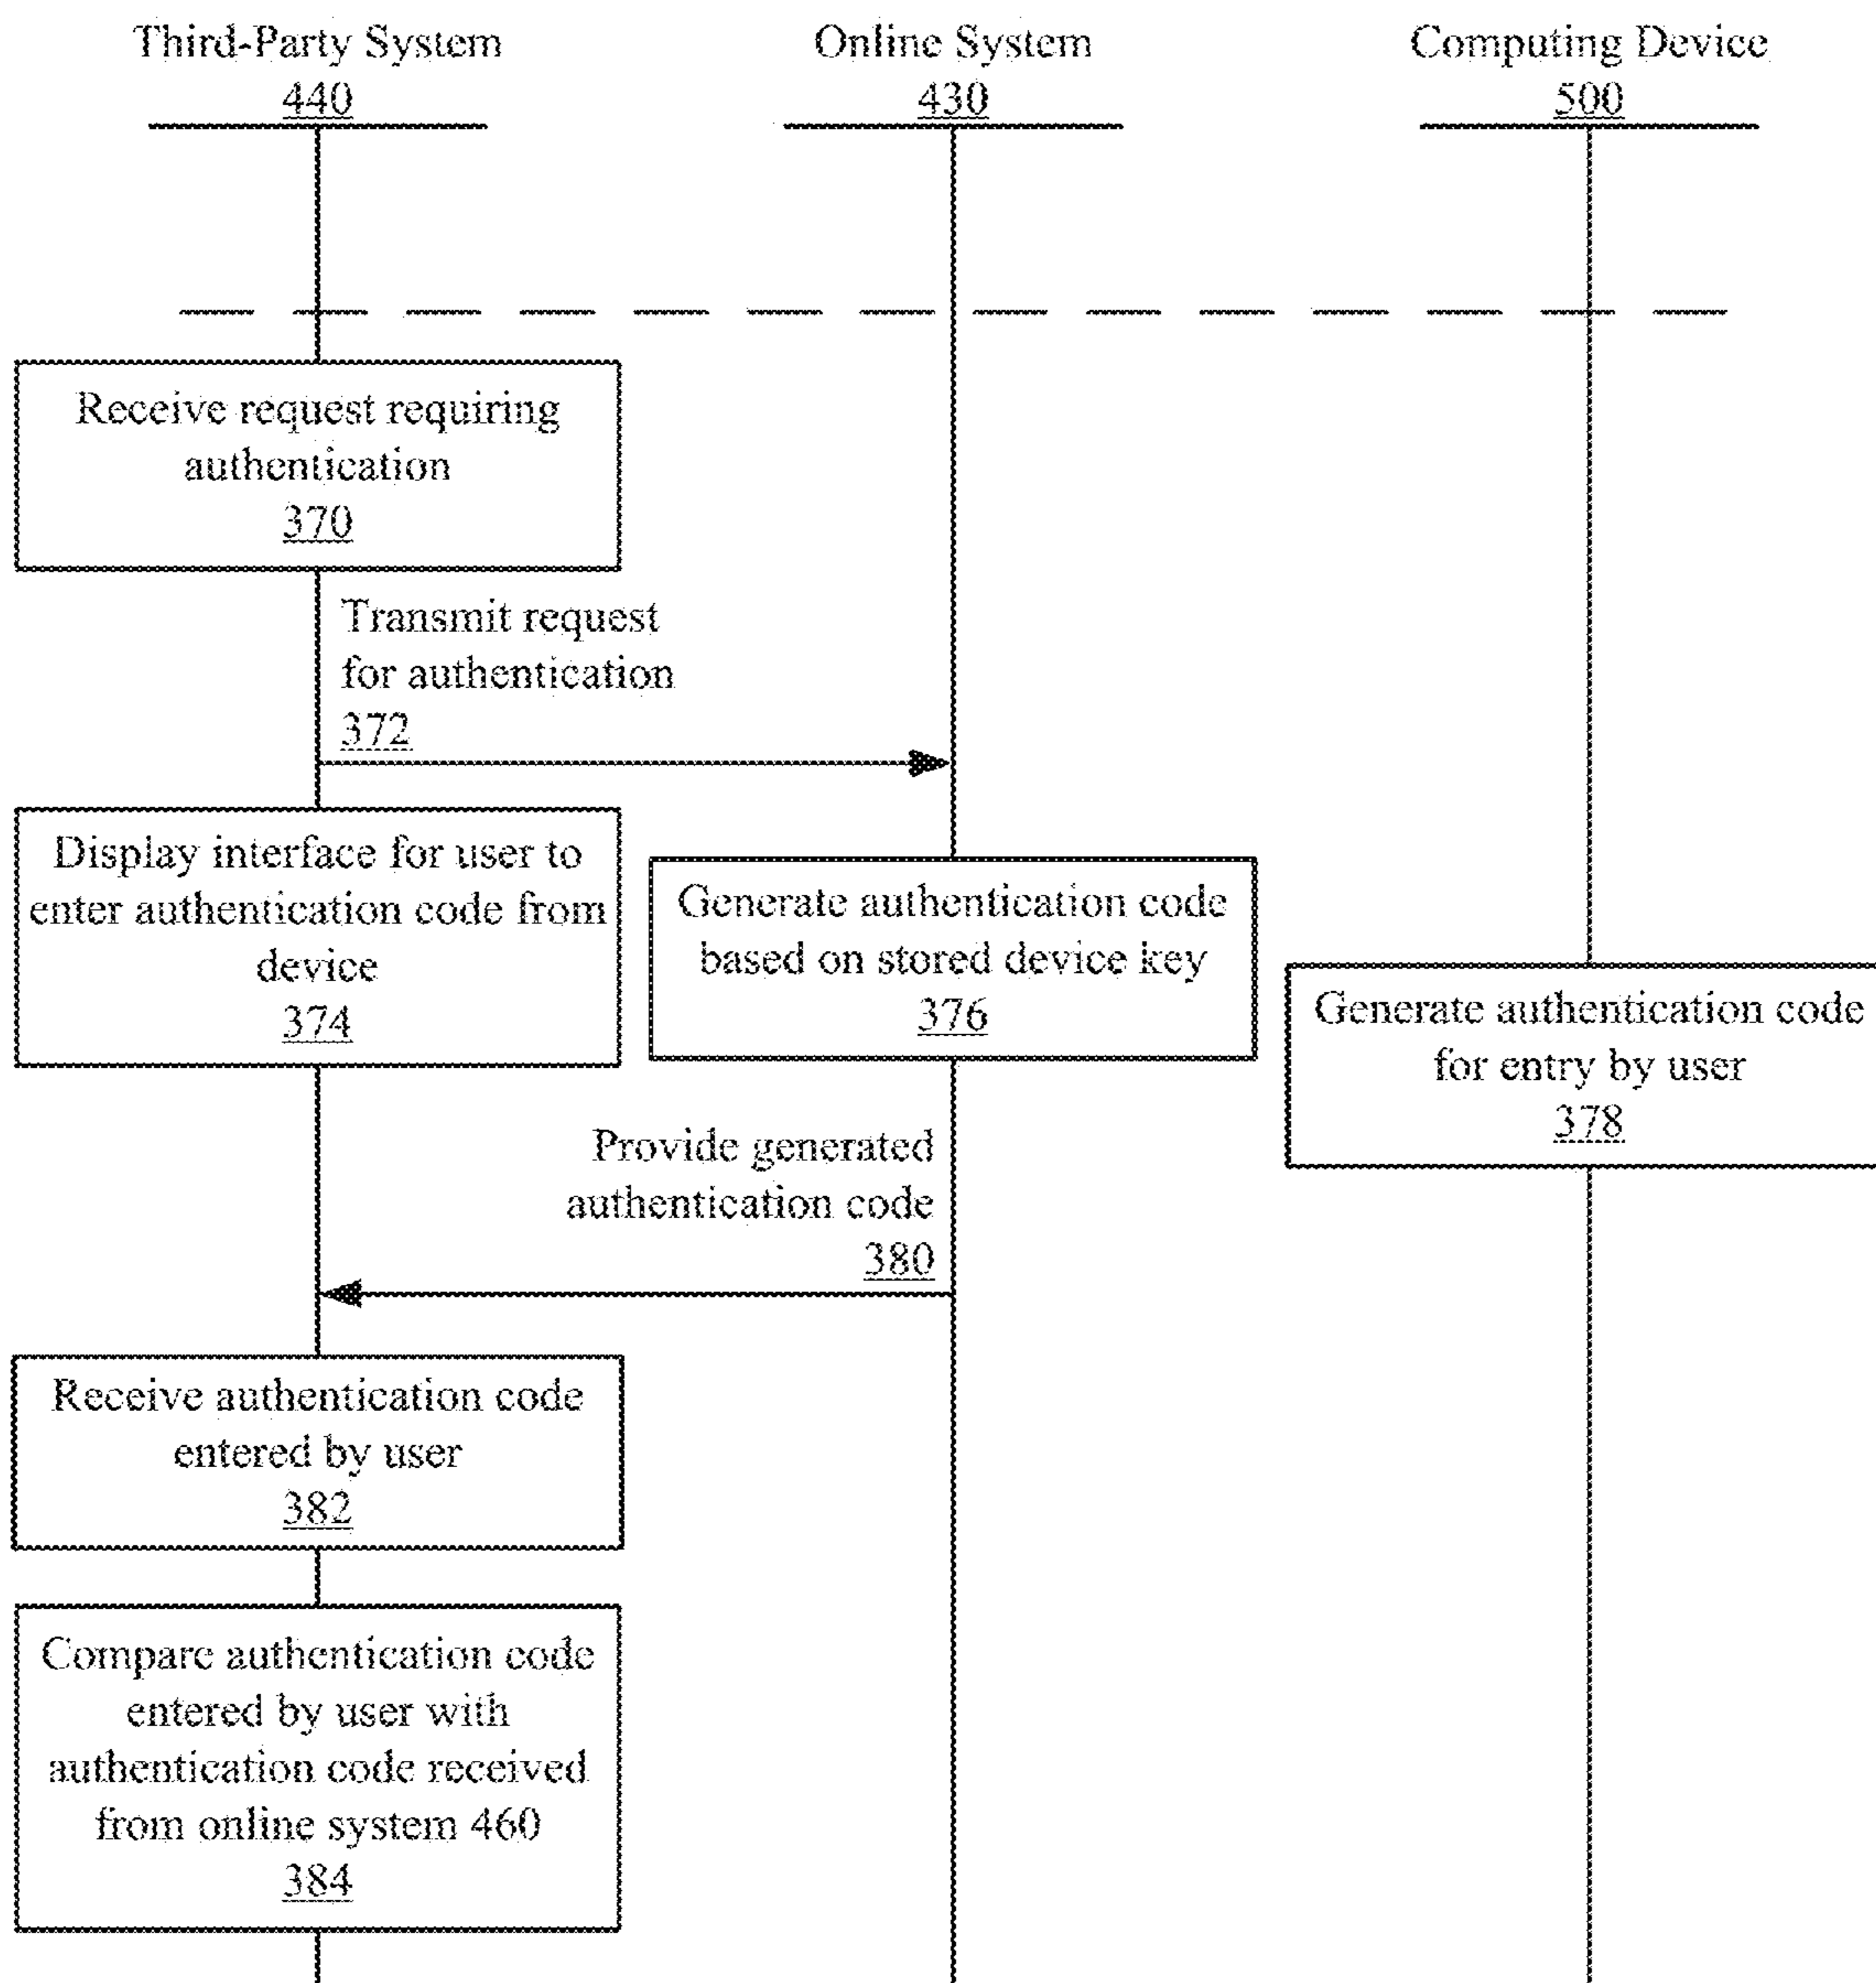 Third-Party System
440
Online System
430
Computing Device
500
Receive request requiring
authentication
370
Transmit request
for authentication
372
Display interface for user to
enter authentication code from
device
374
Generate authentication code
based on stored device key
376
Generate authentication code
for entry by user
378
Provide generated
authentication code
380
Receive authentication code
entered by user
382
Compare authentication code
entered by user with
authentication code received
from online system 460
384